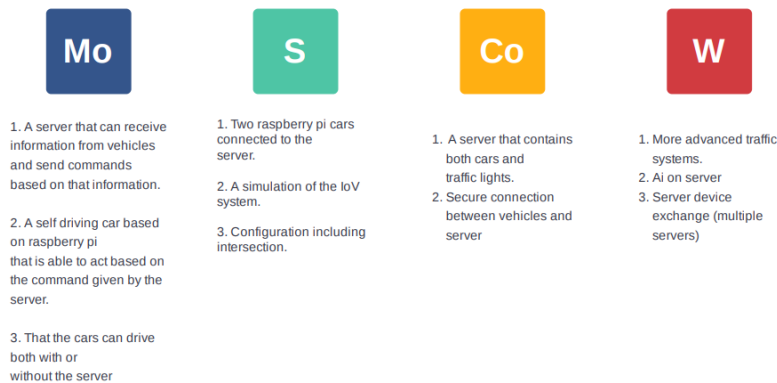 Mo
1. A server that can receive
information from vehicles
and send commands
based on that information.
2. A self driving car based
on raspberry pi
that is able to act based on
the command given by the
server.
3. That the cars can drive
both with or
without the server
S
1. Two raspberry pi cars
connected to the
server.
2. A simulation of the IoV
system.
3. Configuration including
intersection.
Co
1. A server that contains
both cars and
traffic lights.
2. Secure connection
between vehicles and
server
W
1. More advanced traffic
systems.
2. Ai on server
3. Server device
exchange (multiple
servers)